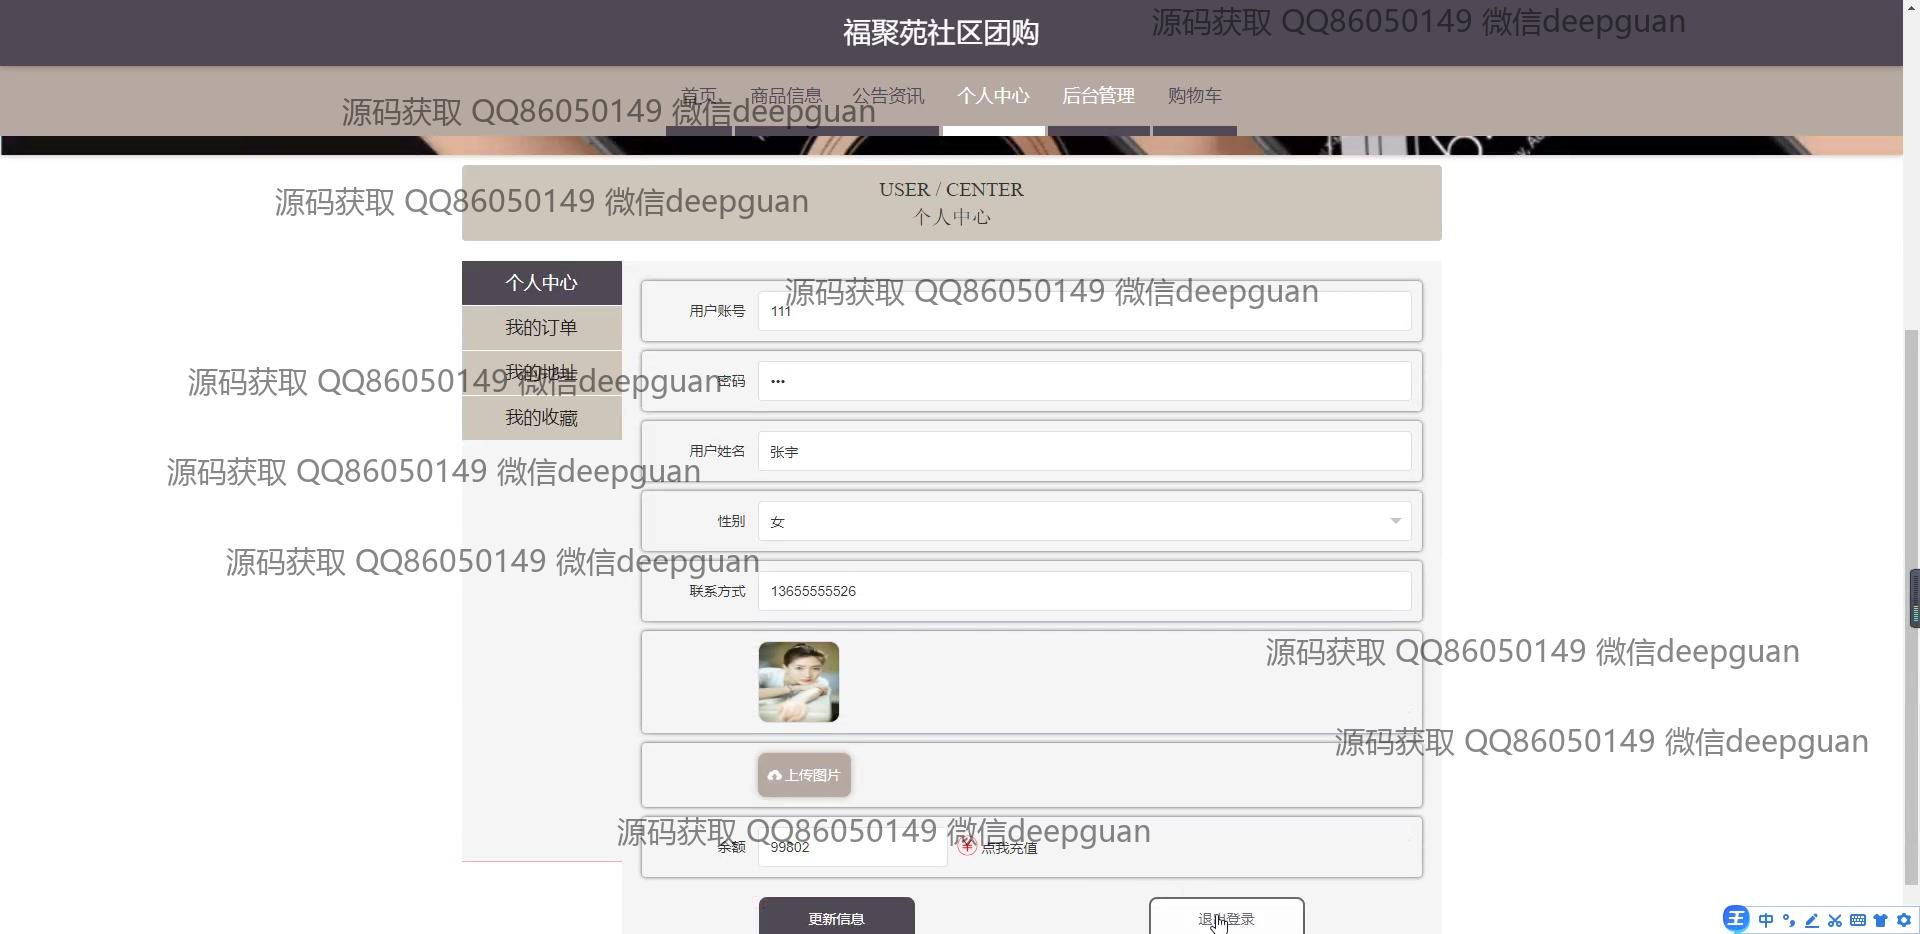 福聚苑社区团购
源码获取 QQ86050149 微信deepguan
首页 商品信息 公告资讯 个人中心 后台管理 购物车
源码获取 QQ86050149 微信deepguan
USER / CENTER
源码获取 QQ86050149 微信deepguan
个人中心
个人中心
我的订单
我的地址
我的收藏
源码获取 QQ86050149 微信deepguan
用户账号 111
源码获取 QQ86050149 微信deepguan
密码 •••
用户姓名 张宇
源码获取 QQ86050149 微信deepguan
性别 女
源码获取 QQ86050149 微信deepguan
联系方式 13655555526
源码获取 QQ86050149 微信deepguan
源码获取 QQ86050149 微信deepguan
上传图片
源码获取 QQ86050149 微信deepguan
余额 99802 点我充值
更新信息 退出登录
王 中